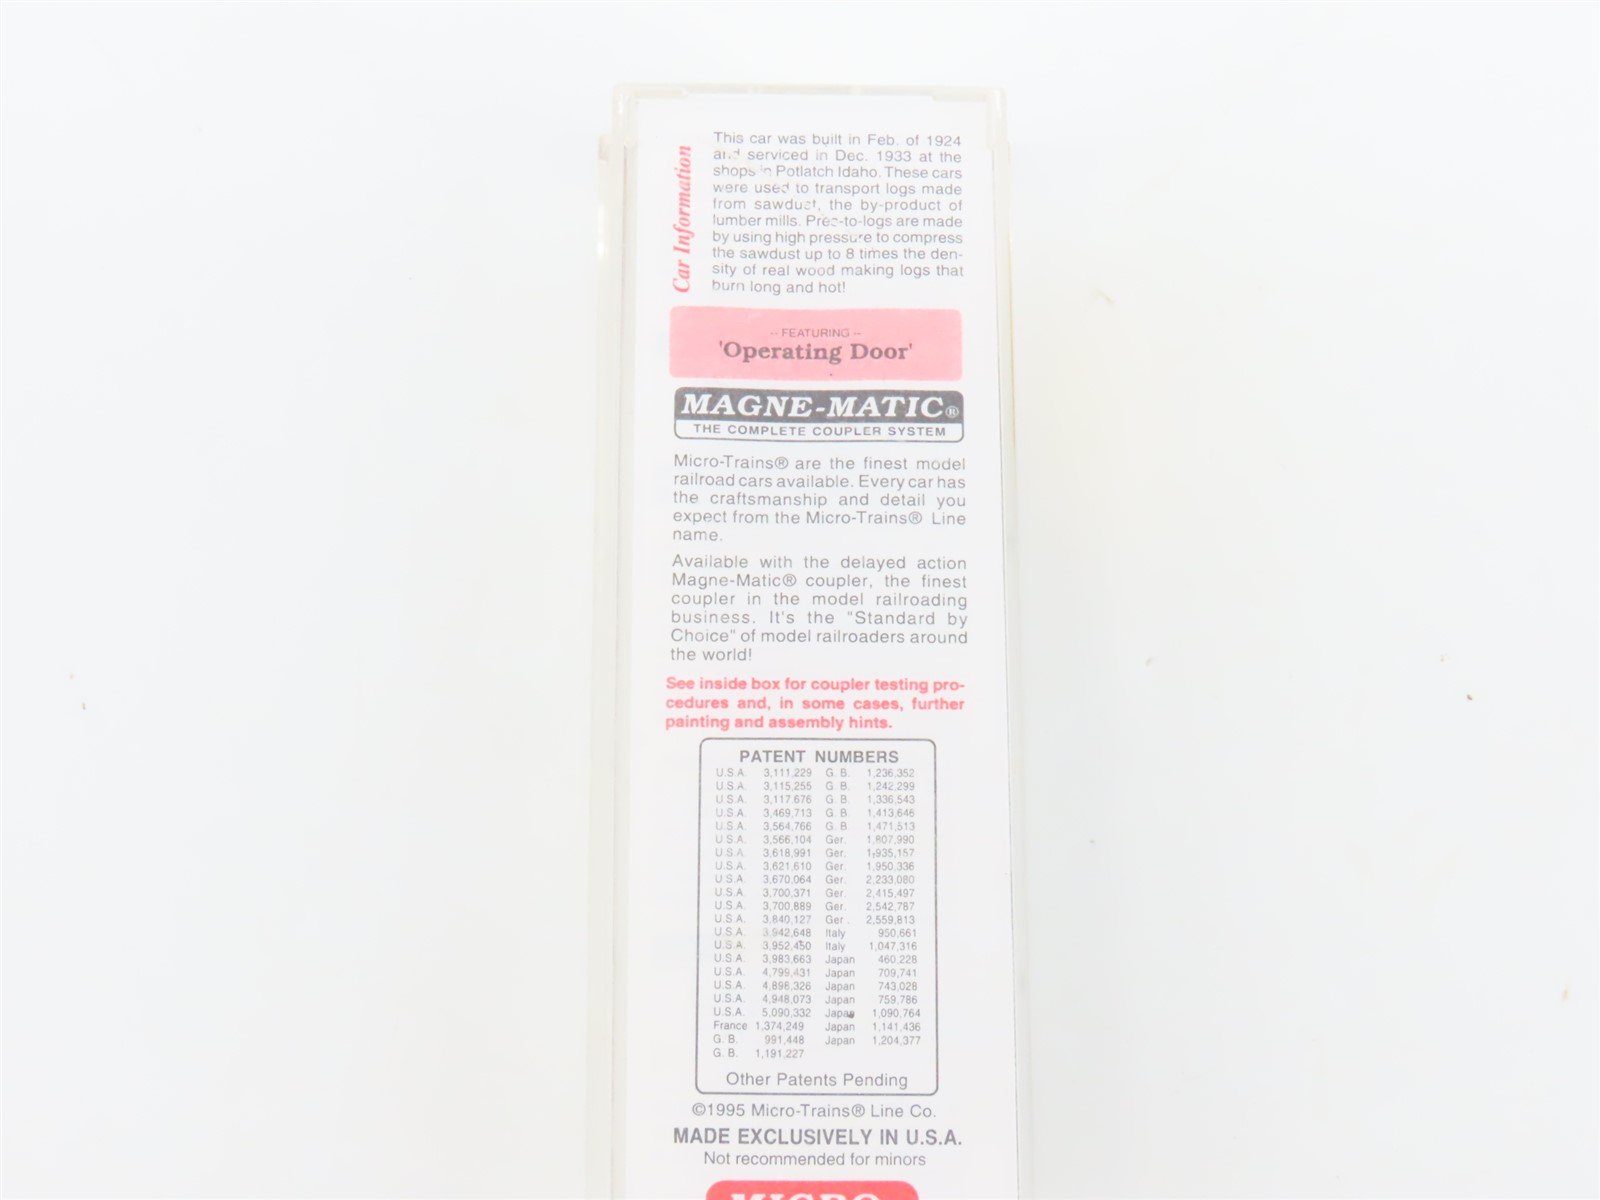 Car Information
This car was built in Feb. of 1924
and serviced in Dec. 1933 at the
shops in Potlatch Idaho. These cars
were used to transport logs made
from sawdust, the by-product of
lumber mills. Pres-to-logs are made
by using high pressure to compress
the sawdust up to 8 times the den-
sity of real wood making logs that
burn long and hot!
-- FEATURING --
'Operating Door'
MAGNE-MATIC®
THE COMPLETE COUPLER SYSTEM
Micro-Trains® are the finest model
railroad cars available. Every car has
the craftsmanship and detail you
expect from the Micro-Trains® Line
name.
Available with the delayed action
Magne-Matic® coupler, the finest
coupler in the model railroading
business. It's the "Standard by
Choice" of model railroaders around
the world!
See inside box for coupler testing pro-
cedures and, in some cases, further
painting and assembly hints.
PATENT NUMBERS
U.S.A. 3,111,229 G. B. 1,236,352
U.S.A. 3,115,255 G. B. 1,242,299
U.S.A. 3,117,676 G. B. 1,336,543
U.S.A. 3,469,713 G. B. 1,413,646
U.S.A. 3,564,766 G. B. 1,471,513
U.S.A. 3,566,104 Ger. 1,807,990
U.S.A. 3,618,991 Ger. 1,935,157
U.S.A. 3,621,610 Ger. 1,950,336
U.S.A. 3,670,064 Ger. 2,233,080
U.S.A. 3,700,371 Ger. 2,415,497
U.S.A. 3,700,889 Ger. 2,542,787
U.S.A. 3,840,127 Ger. 2,559,813
U.S.A. 3,942,648 Italy 950,661
U.S.A. 3,952,450 Italy 1,047,316
U.S.A. 3,983,663 Japan 460,228
U.S.A. 4,799,431 Japan 709,741
U.S.A. 4,898,326 Japan 743,028
U.S.A. 4,948,073 Japan 759,786
U.S.A. 5,090,332 Japan 1,090,764
France 1,374,249 Japan 1,141,436
G. B. 991,448 Japan 1,204,377
G. B. 1,191,227
Other Patents Pending
©1995 Micro-Trains® Line Co.
MADE EXCLUSIVELY IN U.S.A.
Not recommended for minors
MICRO-